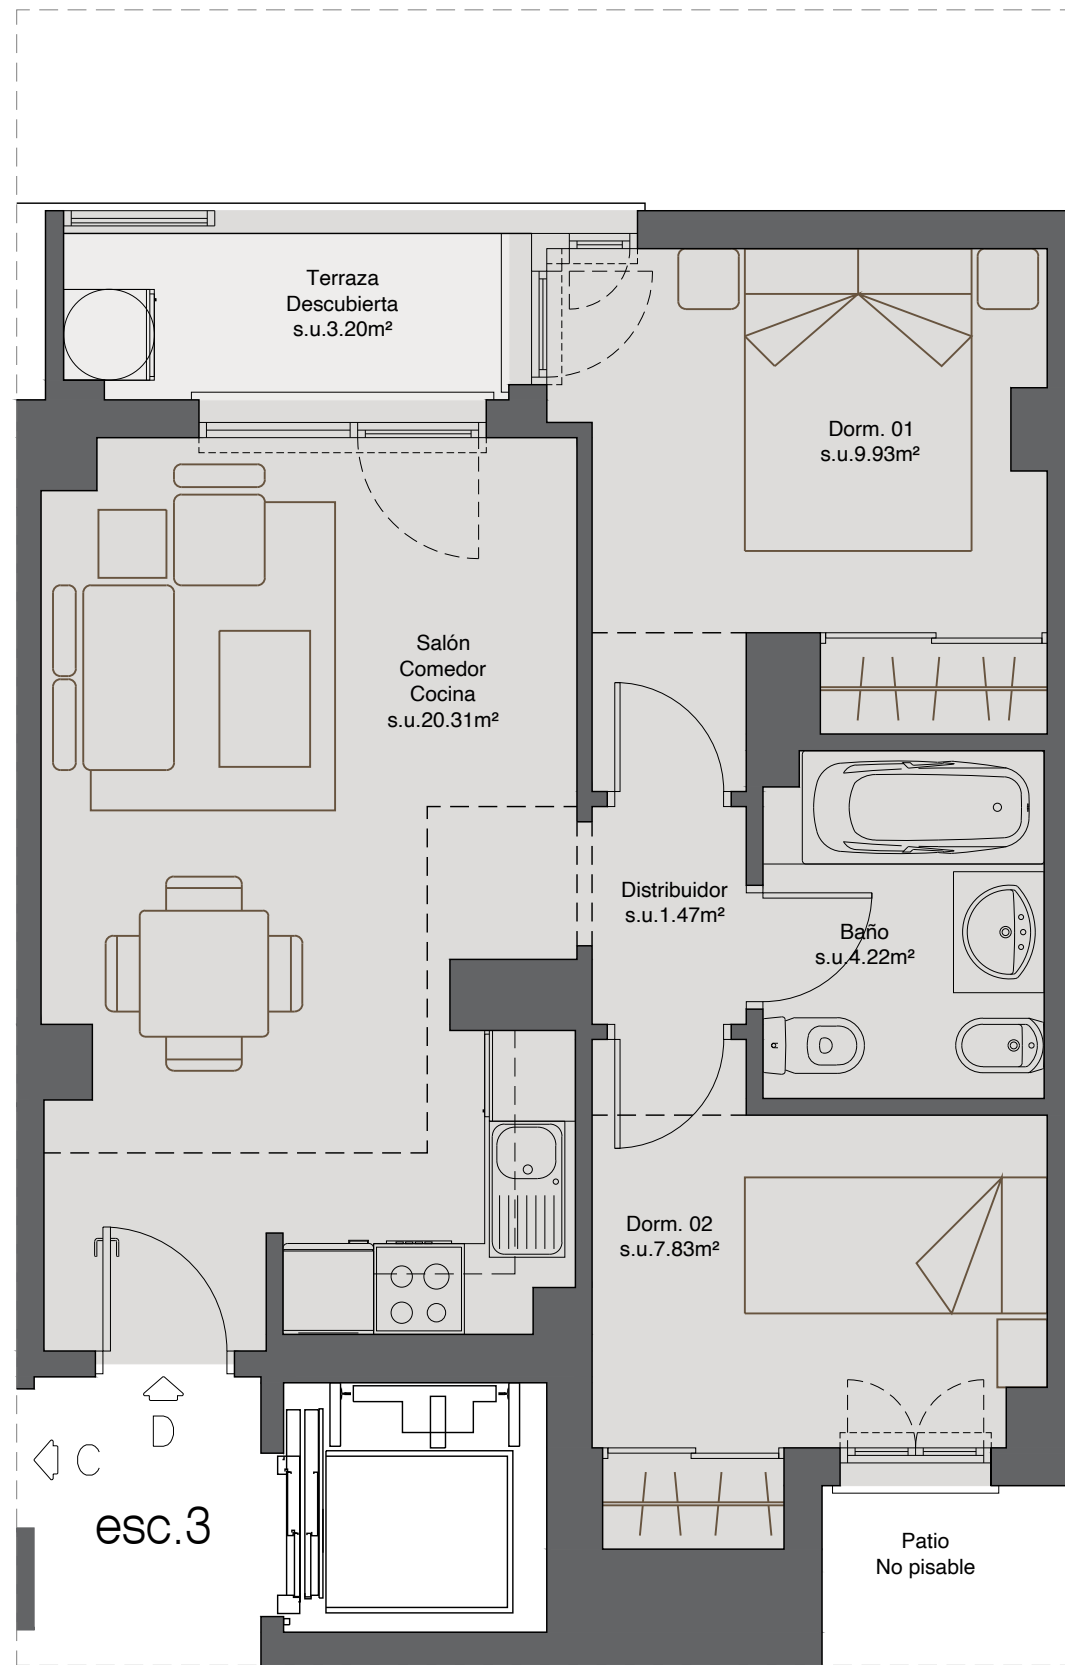 Terraza
Descubierta
s.u.3.20m²
Dorm. 01
s.u.9.93m²
Salón
Comedor
Cocina
s.u.20.31m²
Distribuidor
s.u.1.47m²
Baño
s.u.4.22m²
Dorm. 02
s.u.7.83m²
D
C
esc.3
Patio
No pisable